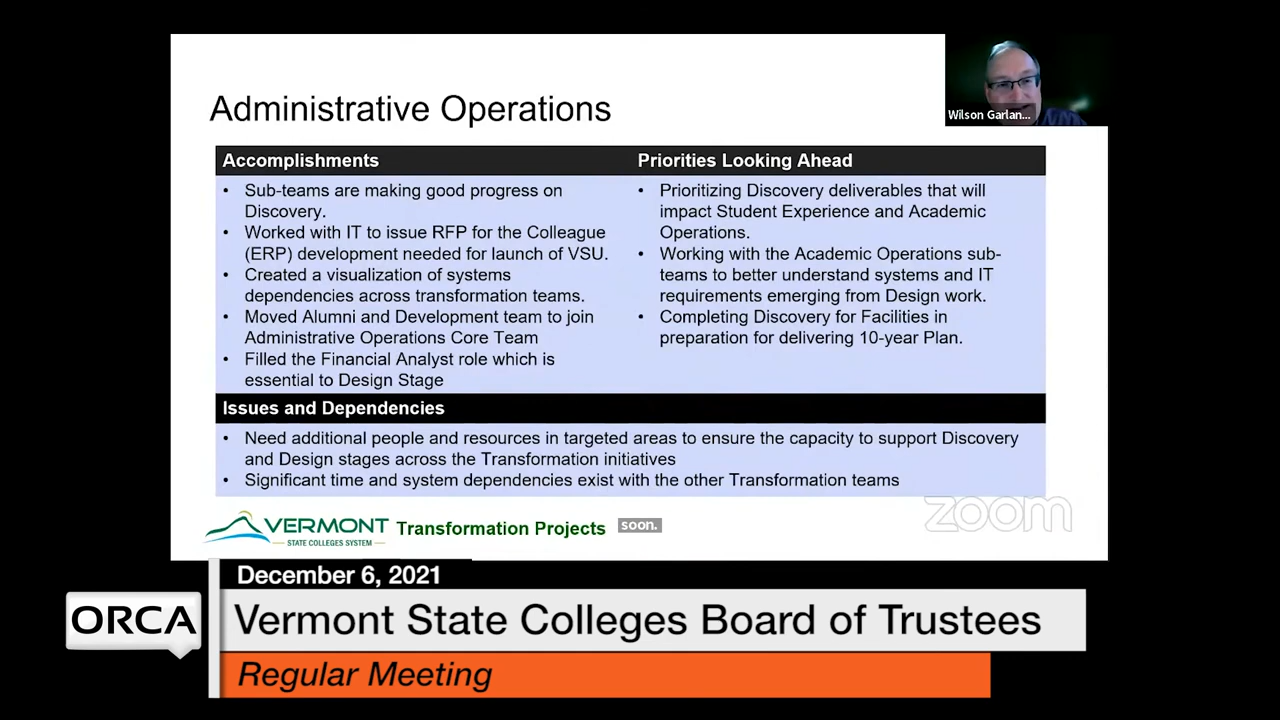 Administrative Operations
Wilson Garlan...
Accomplishments
• Sub-teams are making good progress on
Discovery.
• Worked with IT to issue RFP for the Colleague
(ERP) development needed for launch of VSU.
• Created a visualization of systems
dependencies across transformation teams.
• Moved Alumni and Development team to join
Administrative Operations Core Team
• Filled the Financial Analyst role which is
essential to Design Stage
Priorities Looking Ahead
• Prioritizing Discovery deliverables that will
impact Student Experience and Academic
Operations.
• Working with the Academic Operations sub-
teams to better understand systems and IT
requirements emerging from Design work.
• Completing Discovery for Facilities in
preparation for delivering 10-year Plan.
Issues and Dependencies
• Need additional people and resources in targeted areas to ensure the capacity to support Discovery
and Design stages across the Transformation initiatives
• Significant time and system dependencies exist with the other Transformation teams
VERMONT
STATE COLLEGES SYSTEM
Transformation Projects
soon.
zoom
December 6, 2021
ORCA
Vermont State Colleges Board of Trustees
Regular Meeting